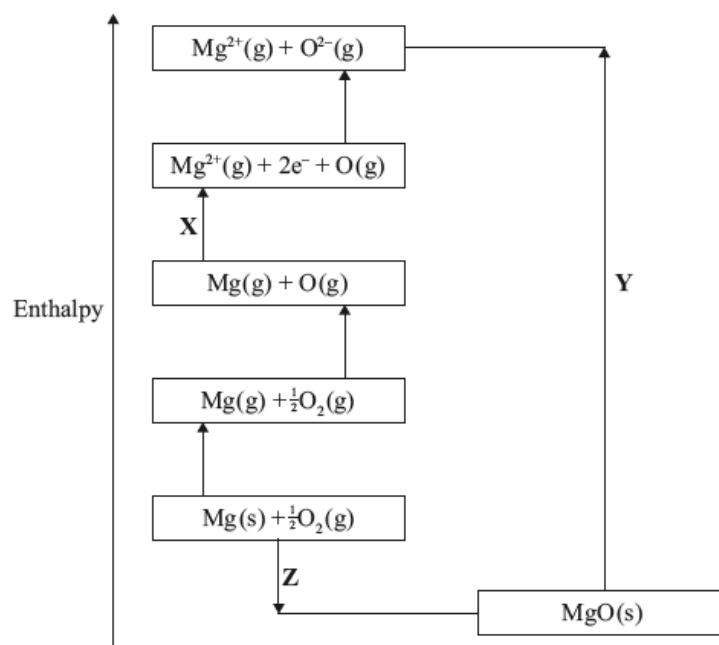 Mg²⁺(g) + O²⁻(g)
Mg²⁺(g) + 2e⁻ + O(g)
X
Mg(g) + O(g)
Enthalpy
Y
Mg(g) + ½O₂(g)
Mg(s) + ½O₂(g)
Z
MgO(s)